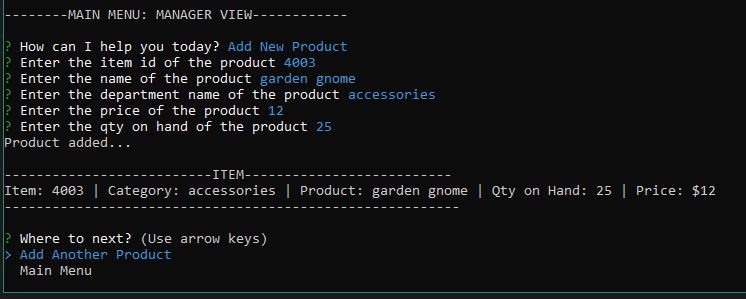 --------MAIN MENU: MANAGER VIEW------------
? How can I help you today? Add New Product
? Enter the item id of the product 4003
? Enter the name of the product garden gnome
? Enter the department name of the product accessories
? Enter the price of the product 12
? Enter the qty on hand of the product 25
Product added...
--------------------------ITEM--------------------------
Item: 4003 | Category: accessories | Product: garden gnome | Qty on Hand: 25 | Price: $12
---------------------------------------------------------
? Where to next? (Use arrow keys)
> Add Another Product
Main Menu